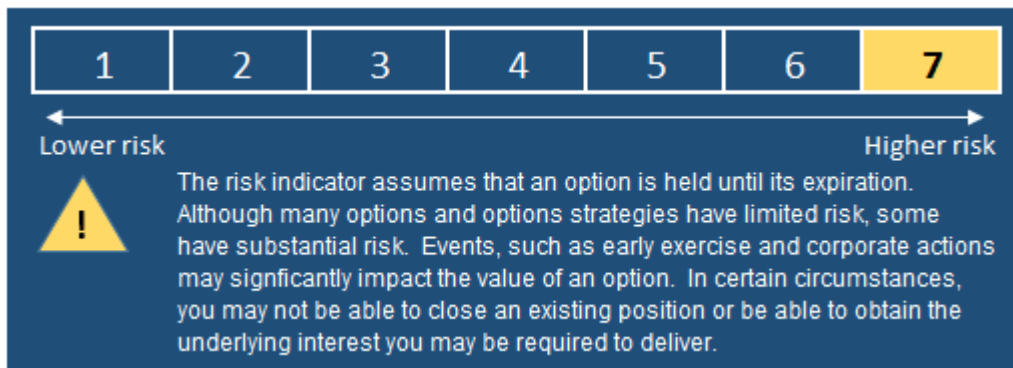 1 2 3 4 5 6 7
Lower risk Higher risk
!
The risk indicator assumes that an option is held until its expiration.
Although many options and options strategies have limited risk, some
have substantial risk. Events, such as early exercise and corporate actions
may signficantly impact the value of an option. In certain circumstances,
you may not be able to close an existing position or be able to obtain the
underlying interest you may be required to deliver.